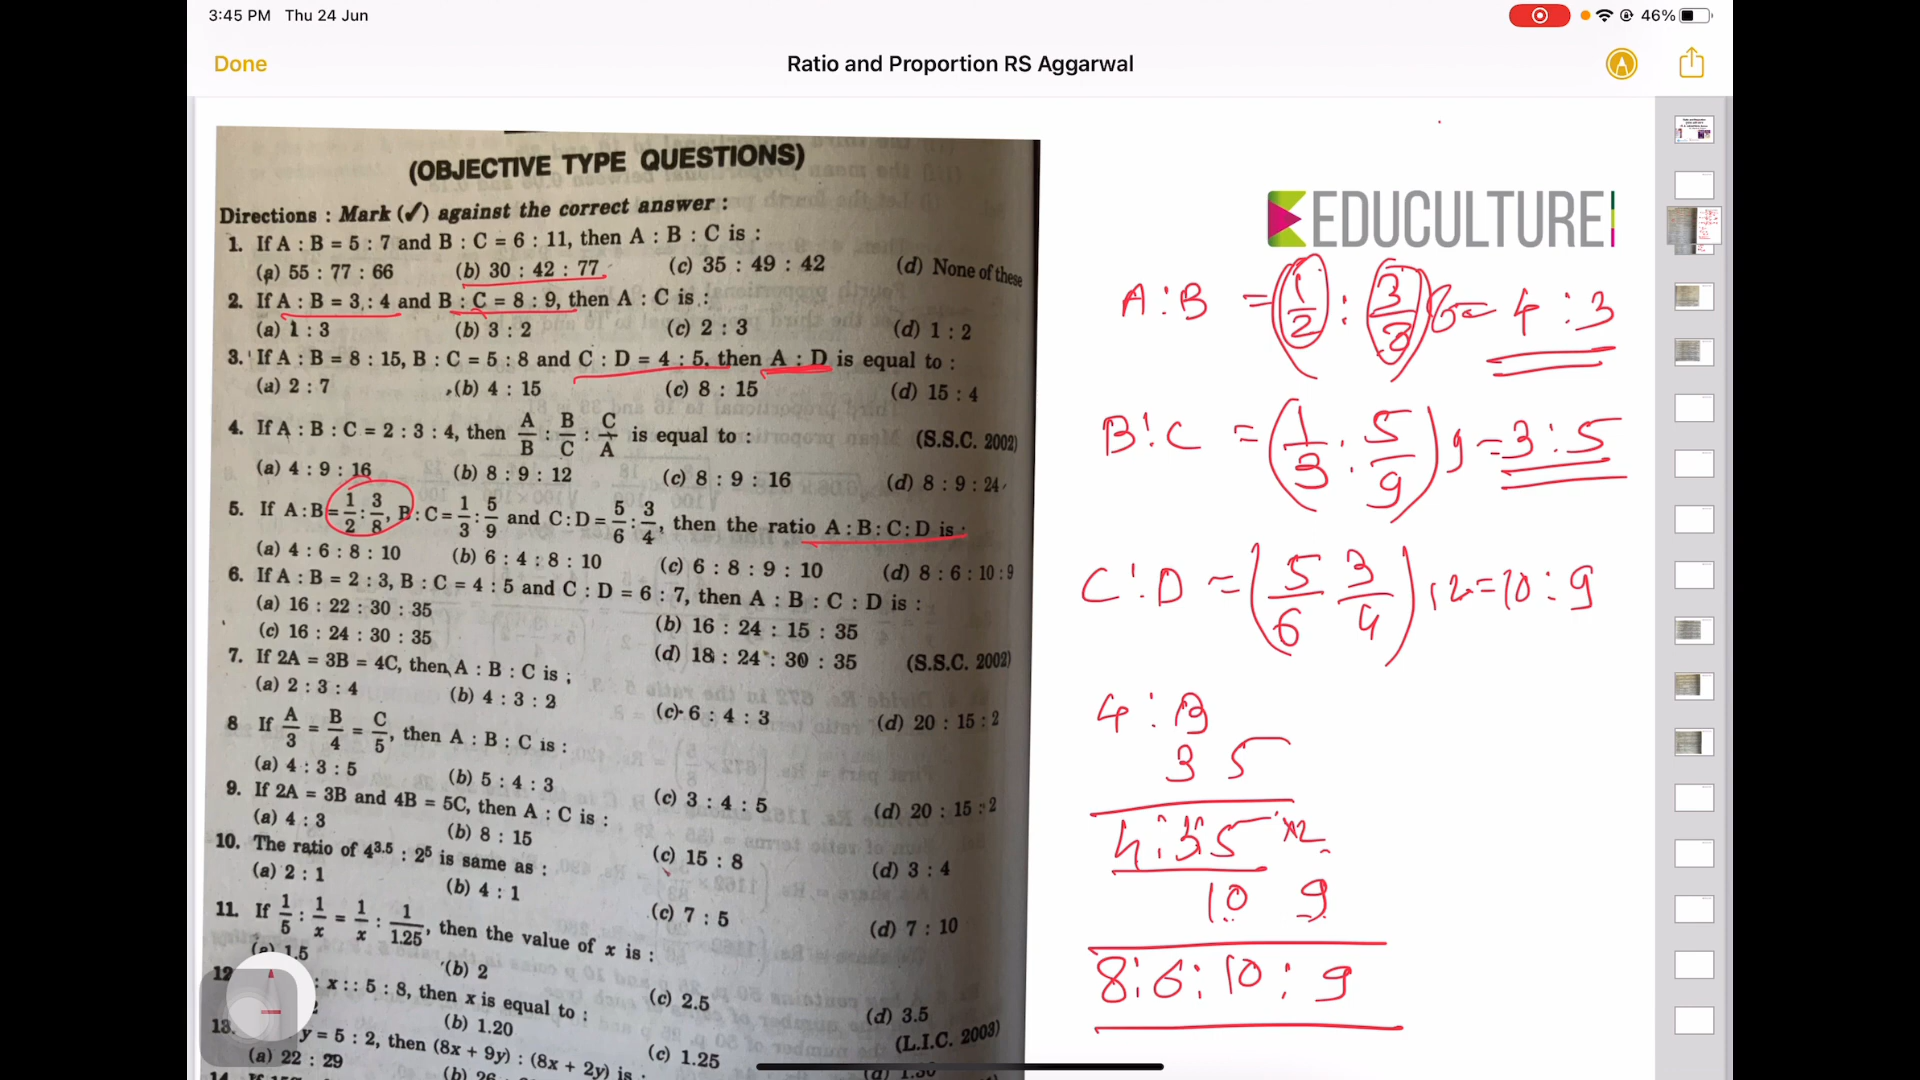 3:45 PM Thu 24 Jun
46%
Done
Ratio and Proportion RS Aggarwal
(OBJECTIVE TYPE QUESTIONS)
Directions : Mark (✓) against the correct answer :
1. If A : B = 5 : 7 and B : C = 6 : 11, then A : B : C is :
(a) 55 : 77 : 66 (b) 30 : 42 : 77 (c) 35 : 49 : 42 (d) None of these
2. If A : B = 3 : 4 and B : C = 8 : 9, then A : C is :
(a) 1 : 3 (b) 3 : 2 (c) 2 : 3 (d) 1 : 2
3. If A : B = 8 : 15, B : C = 5 : 8 and C : D = 4 : 5, then A : D is equal to :
(a) 2 : 7 (b) 4 : 15 (c) 8 : 15 (d) 15 : 4
4. If A : B : C = 2 : 3 : 4, then A/B : B/C : C/A is equal to : (S.S.C. 2002)
(a) 4 : 9 : 16 (b) 8 : 9 : 12 (c) 8 : 9 : 16 (d) 8 : 9 : 24
5. If A : B = 1/2 : 3/8, B : C = 1/3 : 5/9 and C : D = 5/6 : 3/4, then the ratio A : B : C : D is :
(a) 4 : 6 : 8 : 10 (b) 6 : 4 : 8 : 10 (c) 6 : 8 : 9 : 10 (d) 8 : 6 : 10 : 9
6. If A : B = 2 : 3, B : C = 4 : 5 and C : D = 6 : 7, then A : B : C : D is :
(a) 16 : 22 : 30 : 35 (b) 16 : 24 : 15 : 35
(c) 16 : 24 : 30 : 35 (d) 18 : 24 : 30 : 35 (S.S.C. 2002)
7. If 2A = 3B = 4C, then A : B : C is :
(a) 2 : 3 : 4 (b) 4 : 3 : 2 (c) 6 : 4 : 3 (d) 20 : 15 : 2
8 If A/3 = B/4 = C/5, then A : B : C is :
(a) 4 : 3 : 5 (b) 5 : 4 : 3 (c) 3 : 4 : 5 (d) 20 : 15 : 2
9. If 2A = 3B and 4B = 5C, then A : C is :
(a) 4 : 3 (b) 8 : 15 (c) 15 : 8 (d) 3 : 4
10. The ratio of 4^3.5 : 2^5 is same as :
(a) 2 : 1 (b) 4 : 1 (c) 7 : 5 (d) 7 : 10
11. If 1/5 : 1/x = 1/x : 1/1.25, then the value of x is :
(a) 1.5 (b) 2 (c) 2.5 (d) 3.5
12 : x :: 5 : 8, then x is equal to : (L.I.C. 2003)
(b) 1.20 (c) 1.25
13. y = 5 : 2, then (8x + 9y) : (8x + 2y) is :
(a) 22 : 29
EDUCULTURE
A : B = (1/2 : 3/8) 8 = 4 : 3
B : C = (1/3 : 5/9) 9 = 3 : 5
C : D = (5/6 3/4) 12 = 10 : 9
4 : 3
3 5
4 : 3 : 5 ×2
10 9
8 : 6 : 10 : 9